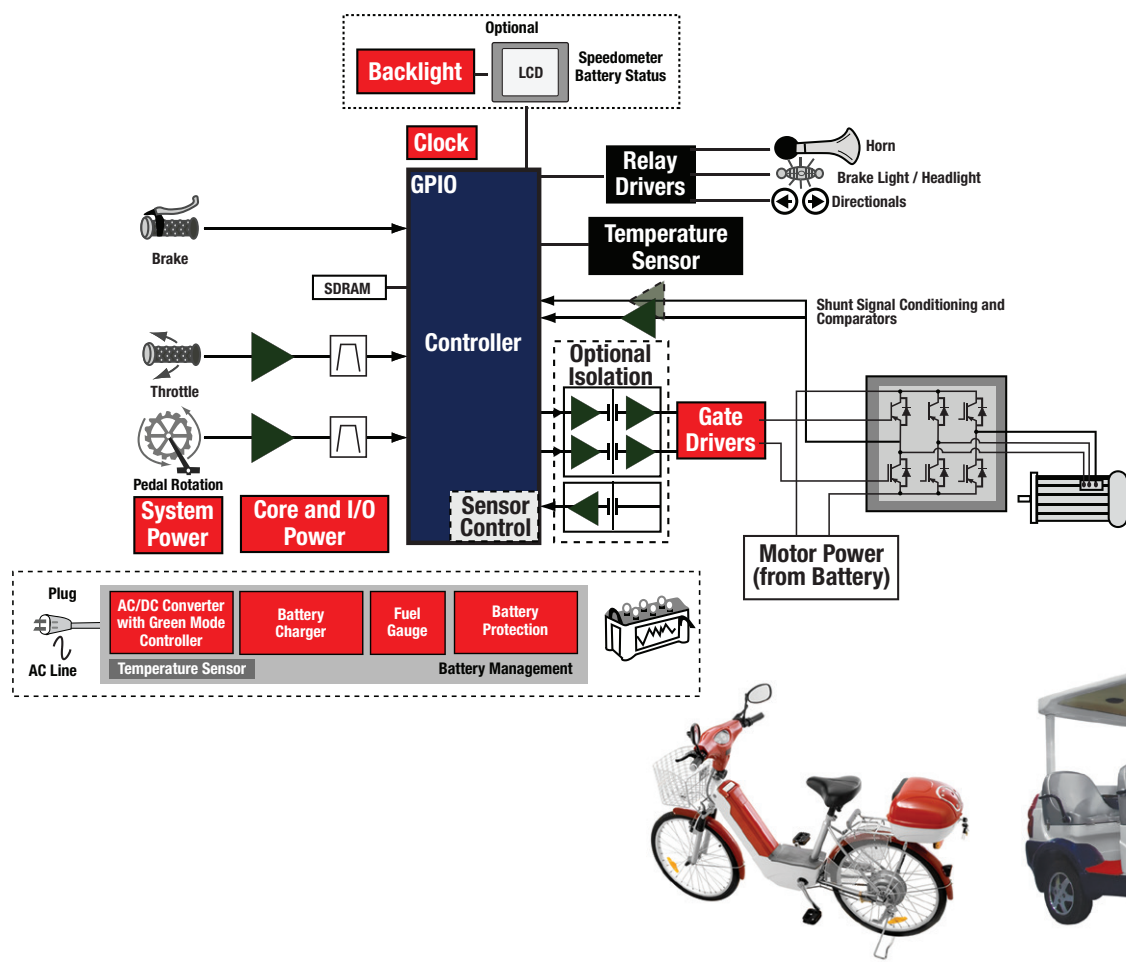 Optional
Backlight
LCD
Speedometer
Battery Status
Clock
GPIO
Relay
Drivers
Horn
Brake Light / Headlight
Directionals
Brake
Temperature
Sensor
SDRAM
Shunt Signal Conditioning and
Comparators
Controller
Throttle
Optional
Isolation
Gate
Drivers
Pedal Rotation
System
Power
Core and I/O
Power
Sensor
Control
Motor Power
(from Battery)
Plug
AC Line
AC/DC Converter
with Green Mode
Controller
Battery
Charger
Fuel
Gauge
Battery
Protection
Temperature Sensor
Battery Management